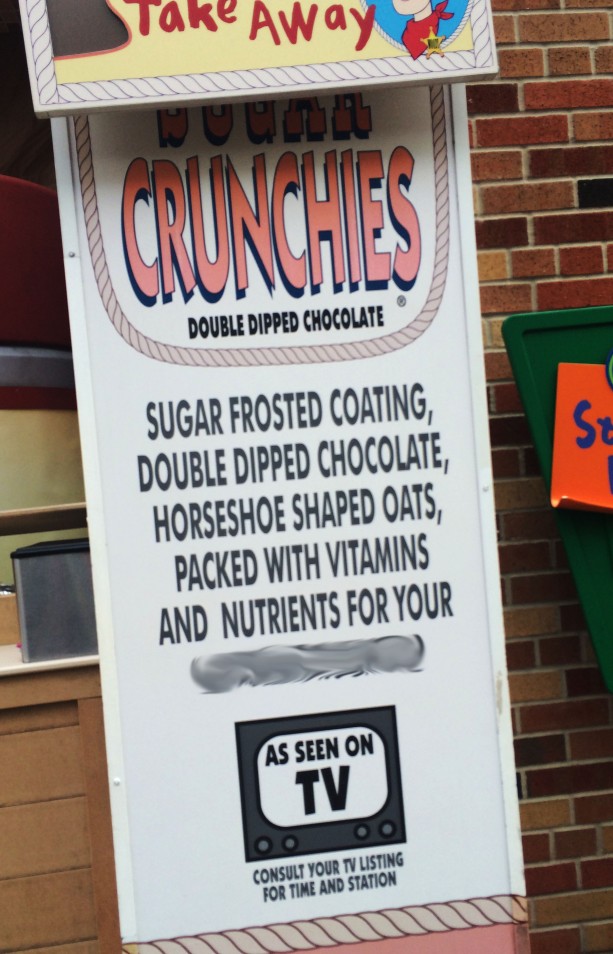 Take Away
SUGAR
CRUNCHIES
®
DOUBLE DIPPED CHOCOLATE
SUGAR FROSTED COATING,
DOUBLE DIPPED CHOCOLATE,
HORSESHOE SHAPED OATS,
PACKED WITH VITAMINS
AND NUTRIENTS FOR YOUR
AS SEEN ON
TV
CONSULT YOUR TV LISTING
FOR TIME AND STATION